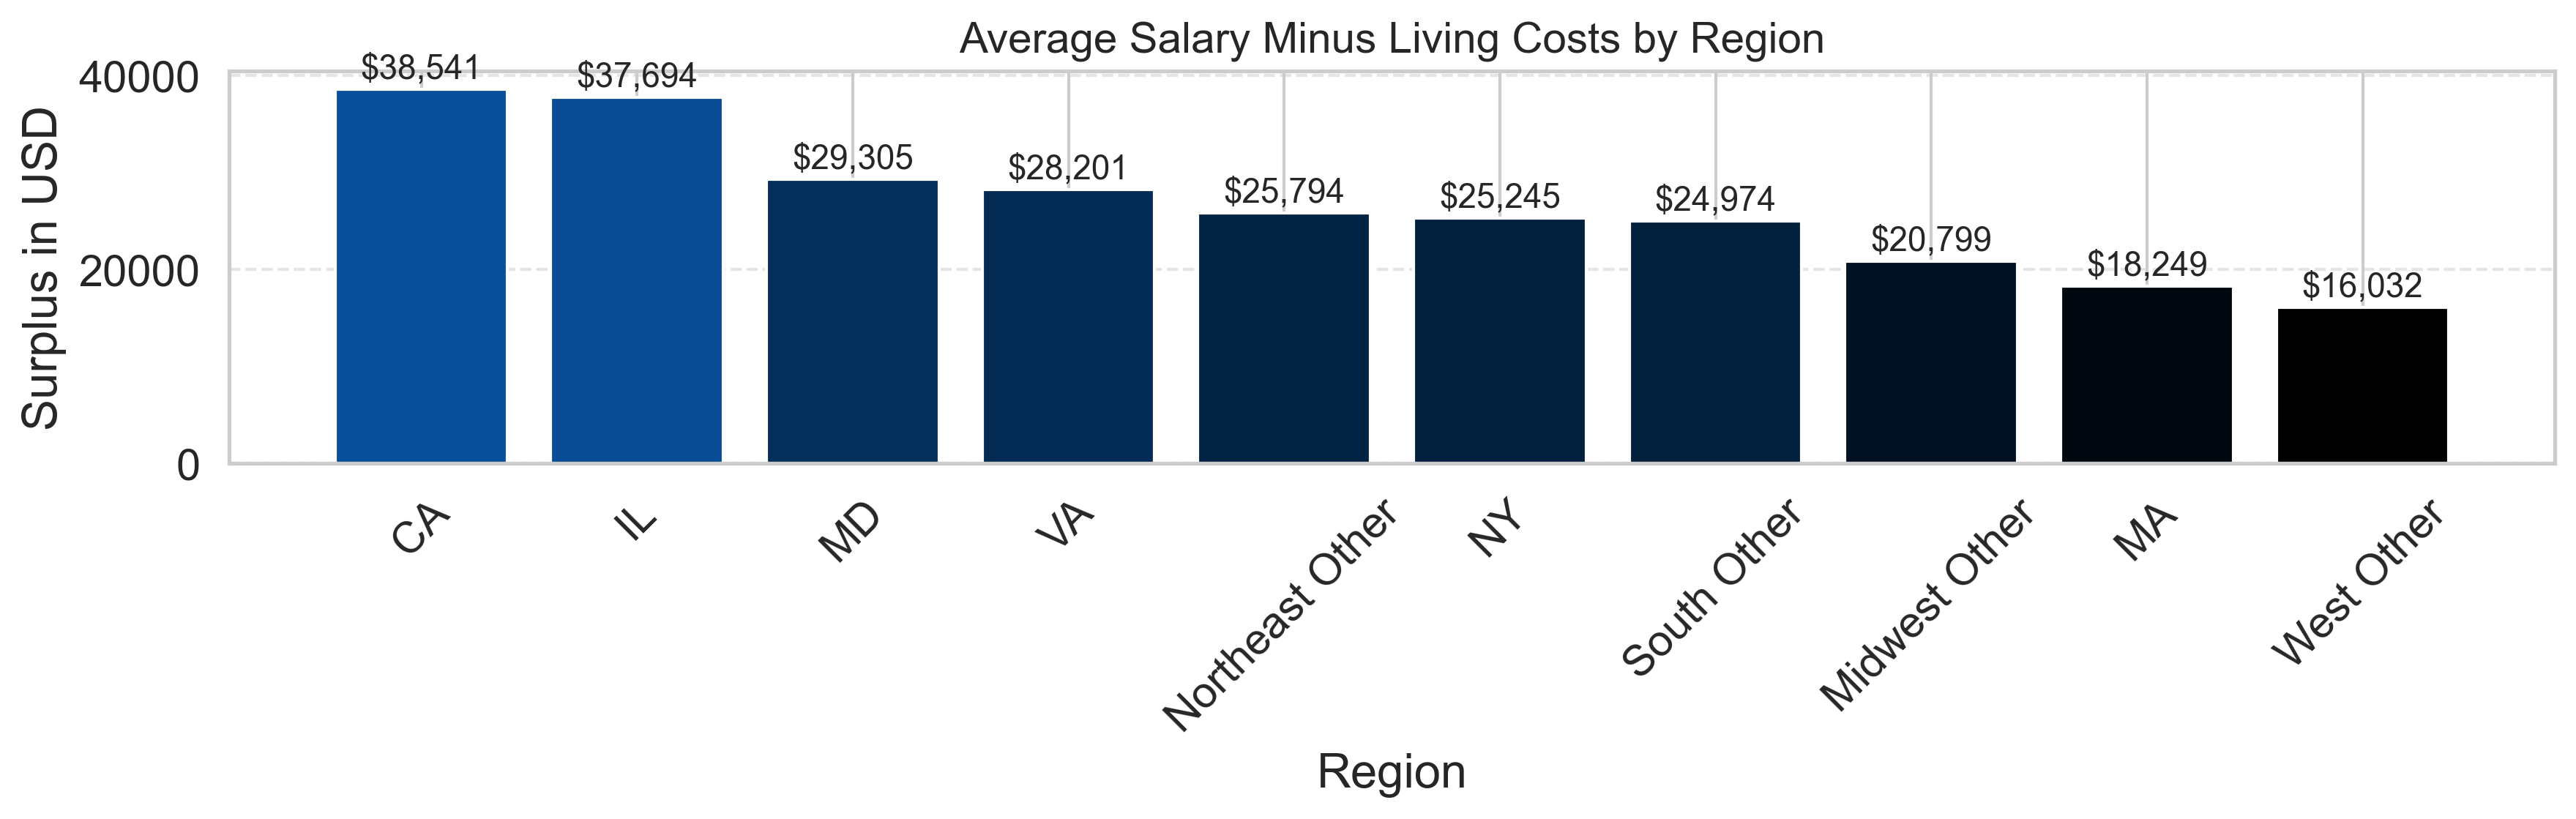 Average Salary Minus Living Costs by Region
Surplus in USD
40000
20000
0
$38,541
$37,694
$29,305
$28,201
$25,794
$25,245
$24,974
$20,799
$18,249
$16,032
CA
IL
MD
VA
Northeast Other
NY
South Other
Midwest Other
MA
West Other
Region